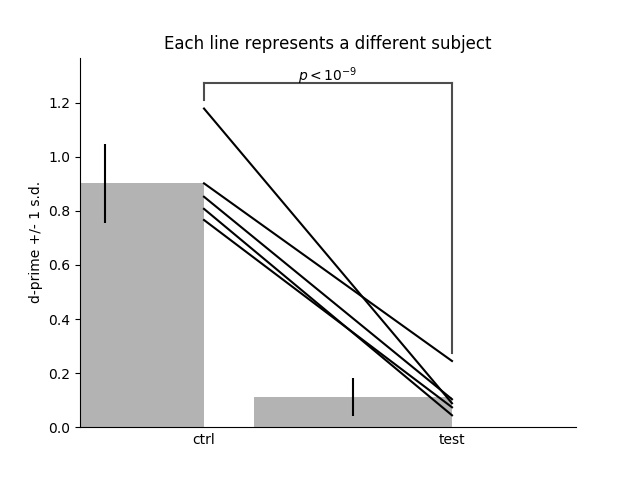 Each line represents a different subject
p < 10⁻⁹
1.2
1.0
0.8
0.6
0.4
0.2
0.0
d-prime +/- 1 s.d.
ctrl test